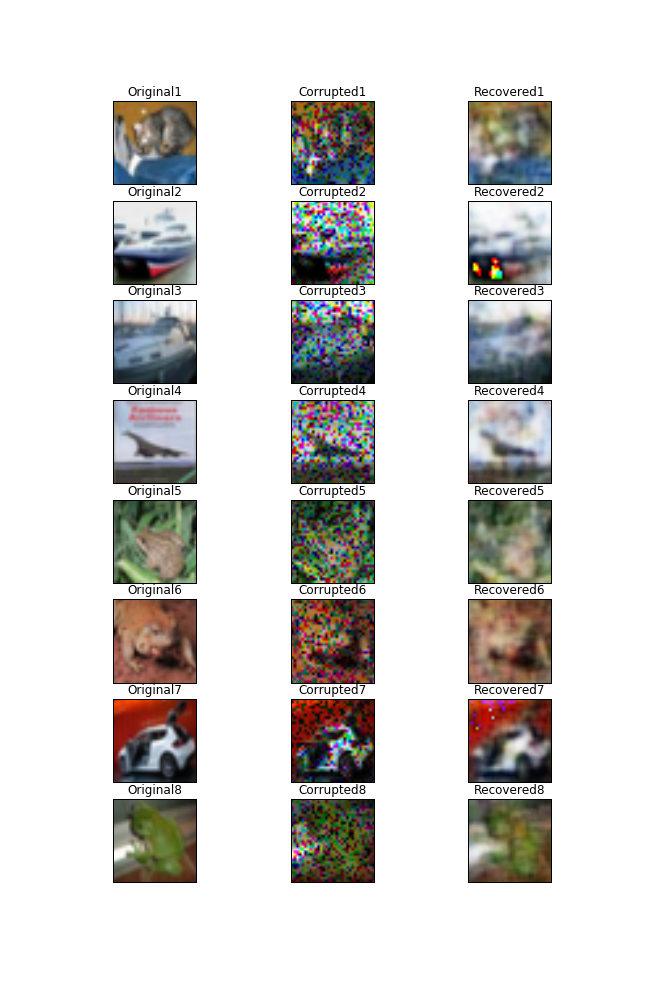 Original1 Corrupted1 Recovered1
Original2 Corrupted2 Recovered2
Original3 Corrupted3 Recovered3
Original4 Corrupted4 Recovered4
Original5 Corrupted5 Recovered5
Original6 Corrupted6 Recovered6
Original7 Corrupted7 Recovered7
Original8 Corrupted8 Recovered8